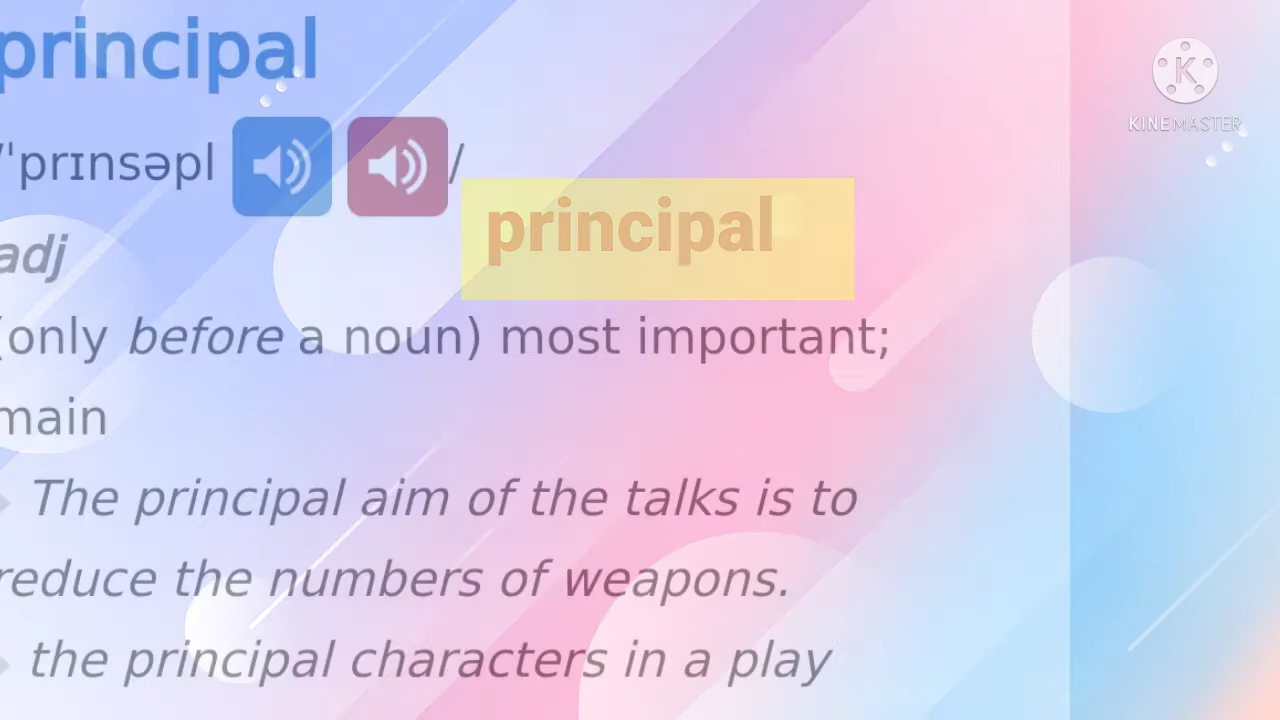 principal
/ˈprɪnsəpl /
principal
adj
(only before a noun) most important;
main
The principal aim of the talks is to
reduce the numbers of weapons.
the principal characters in a play
KINEMASTER